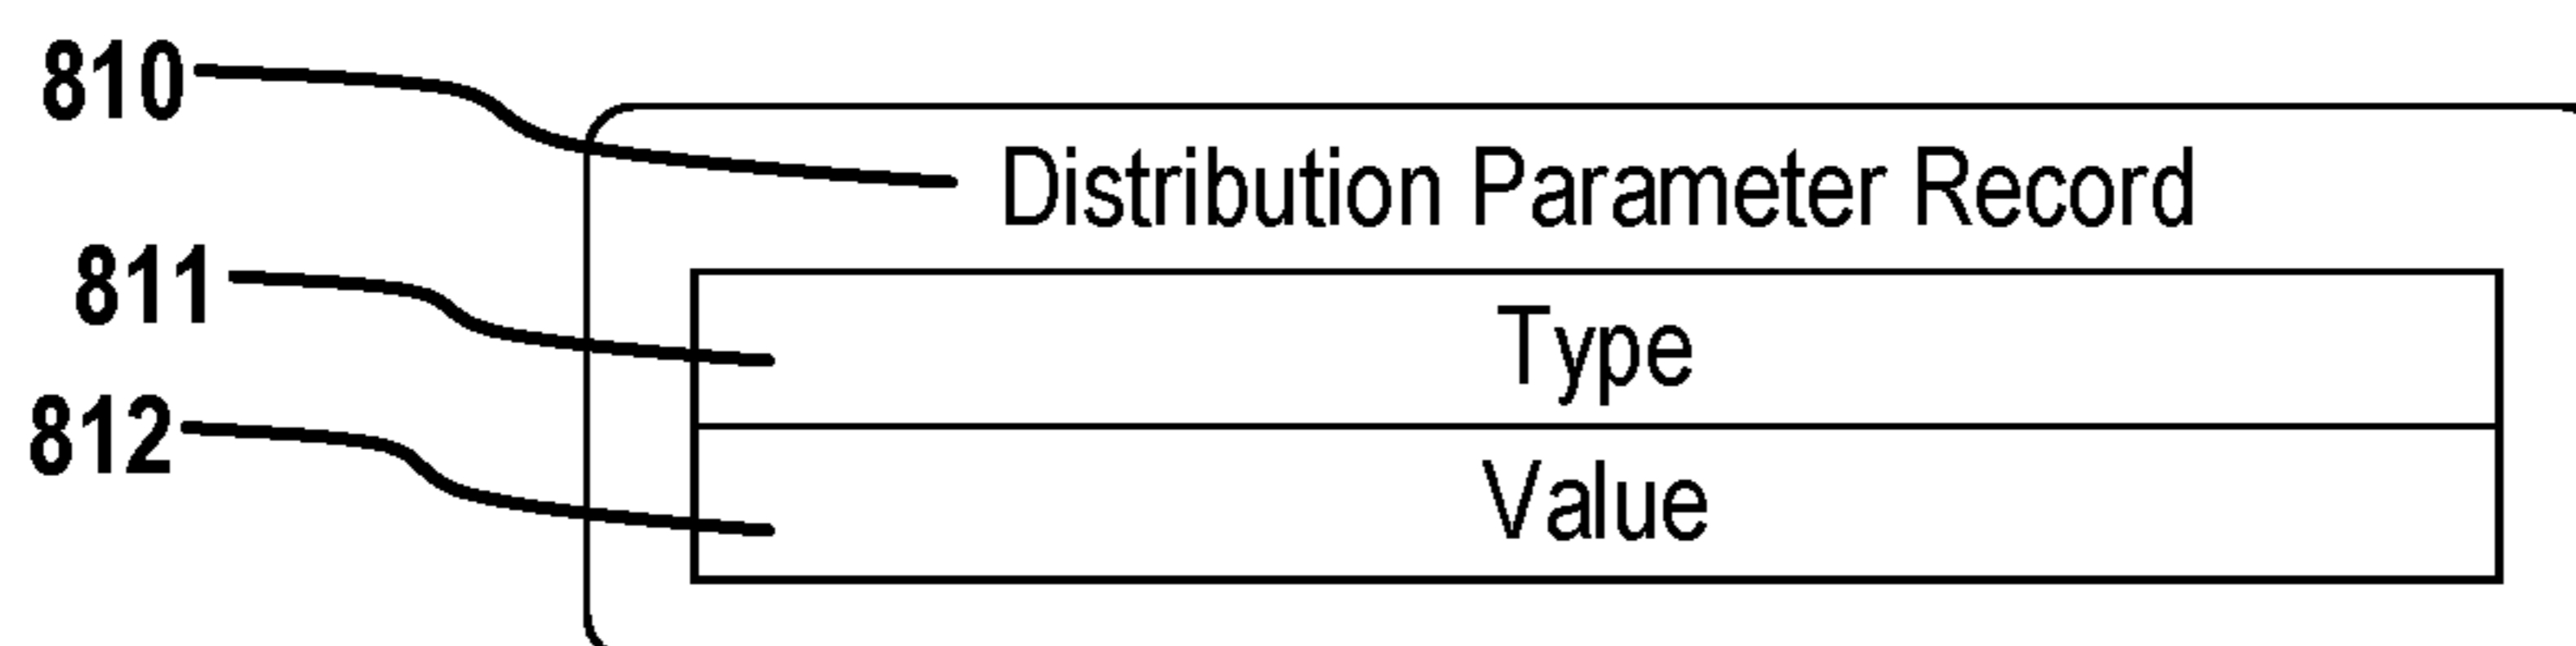 810
Distribution Parameter Record
811
Type
812
Value